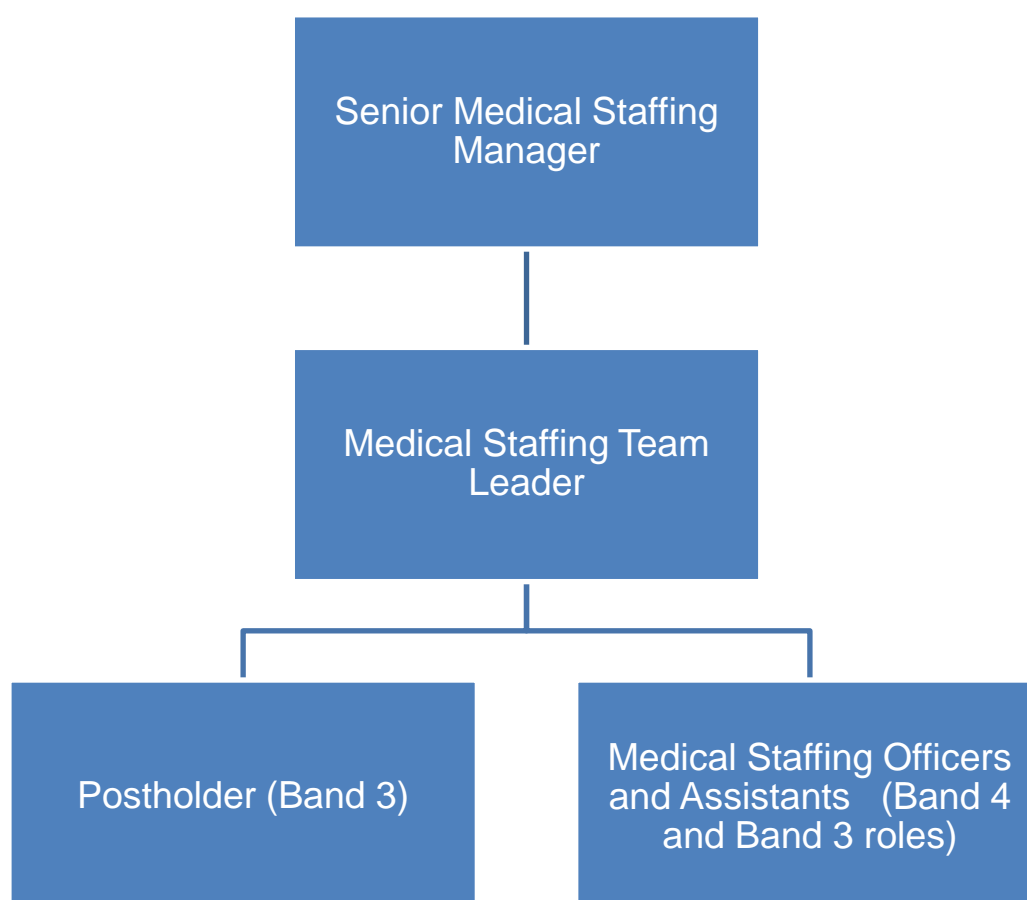 Senior Medical Staffing
Manager
Medical Staffing Team
Leader
Postholder (Band 3)
Medical Staffing Officers
and Assistants (Band 4
and Band 3 roles)